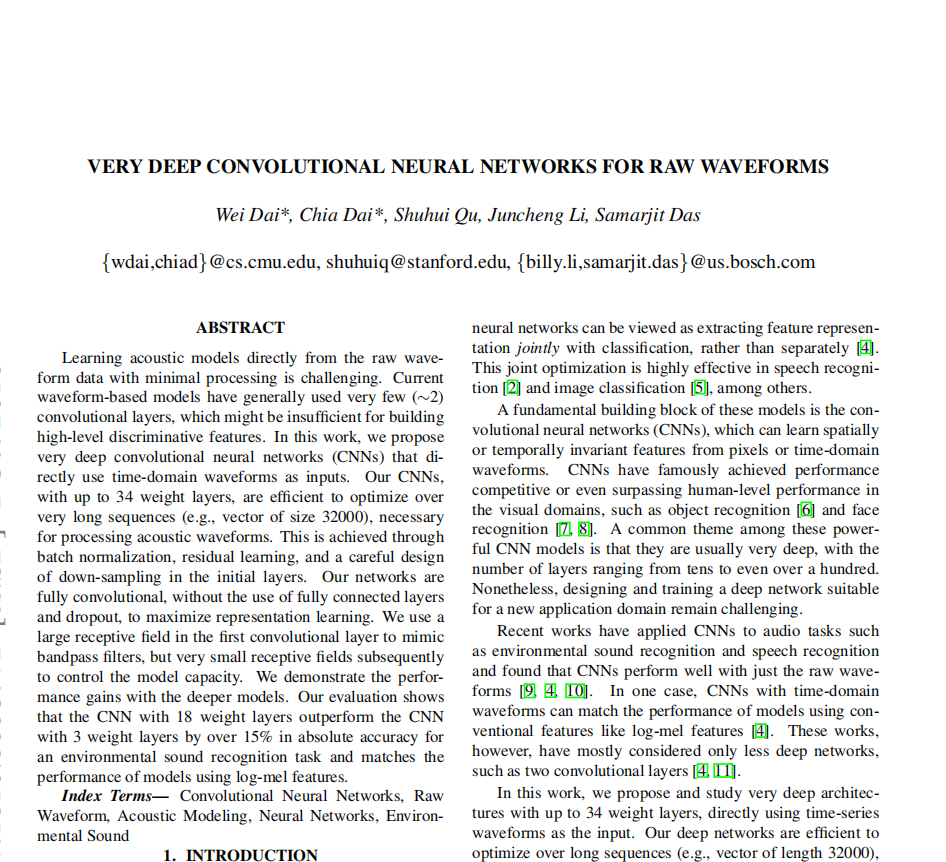 VERY DEEP CONVOLUTIONAL NEURAL NETWORKS FOR RAW WAVEFORMS
Wei Dai*, Chia Dai*, Shuhui Qu, Juncheng Li, Samarjit Das
{wdai,chiad}@cs.cmu.edu, shuhuiq@stanford.edu, {billy.li,samarjit.das}@us.bosch.com
ABSTRACT
Learning acoustic models directly from the raw wave-
form data with minimal processing is challenging. Current
waveform-based models have generally used very few (∼2)
convolutional layers, which might be insufficient for building
high-level discriminative features. In this work, we propose
very deep convolutional neural networks (CNNs) that di-
rectly use time-domain waveforms as inputs. Our CNNs,
with up to 34 weight layers, are efficient to optimize over
very long sequences (e.g., vector of size 32000), necessary
for processing acoustic waveforms. This is achieved through
batch normalization, residual learning, and a careful design
of down-sampling in the initial layers. Our networks are
fully convolutional, without the use of fully connected layers
and dropout, to maximize representation learning. We use a
large receptive field in the first convolutional layer to mimic
bandpass filters, but very small receptive fields subsequently
to control the model capacity. We demonstrate the perfor-
mance gains with the deeper models. Our evaluation shows
that the CNN with 18 weight layers outperform the CNN
with 3 weight layers by over 15% in absolute accuracy for
an environmental sound recognition task and matches the
performance of models using log-mel features.
Index Terms— Convolutional Neural Networks, Raw
Waveform, Acoustic Modeling, Neural Networks, Environ-
mental Sound
1. INTRODUCTION
neural networks can be viewed as extracting feature represen-
tation jointly with classification, rather than separately [4].
This joint optimization is highly effective in speech recogni-
tion [2] and image classification [5], among others.
A fundamental building block of these models is the con-
volutional neural networks (CNNs), which can learn spatially
or temporally invariant features from pixels or time-domain
waveforms. CNNs have famously achieved performance
competitive or even surpassing human-level performance in
the visual domains, such as object recognition [6] and face
recognition [7, 8]. A common theme among these power-
ful CNN models is that they are usually very deep, with the
number of layers ranging from tens to even over a hundred.
Nonetheless, designing and training a deep network suitable
for a new application domain remain challenging.
Recent works have applied CNNs to audio tasks such
as environmental sound recognition and speech recognition
and found that CNNs perform well with just the raw wave-
forms [9, 4, 10]. In one case, CNNs with time-domain
waveforms can match the performance of models using con-
ventional features like log-mel features [4]. These works,
however, have mostly considered only less deep networks,
such as two convolutional layers [4, 11].
In this work, we propose and study very deep architec-
tures with up to 34 weight layers, directly using time-series
waveforms as the input. Our deep networks are efficient to
optimize over long sequences (e.g., vector of length 32000),